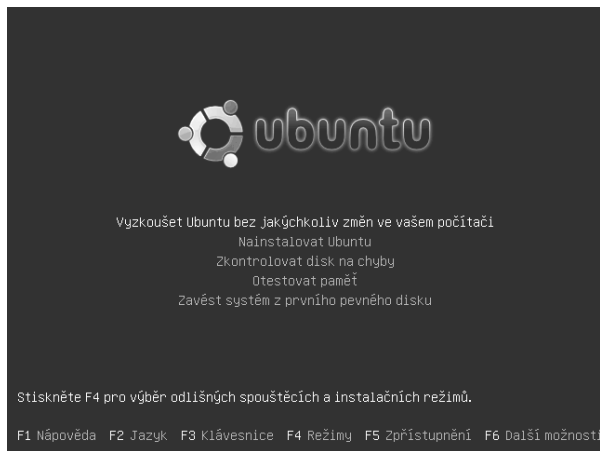 ubuntu
Vyzkoušet Ubuntu bez jakýchkoliv změn ve vašem počítači
Nainstalovat Ubuntu
Zkontrolovat disk na chyby
Otestovat paměť
Zavést systém z prvního pevného disku
Stiskněte F4 pro výběr odlišných spouštěcích a instalačních režimů.
F1 Nápověda F2 Jazyk F3 Klávesnice F4 Režimy F5 Zpřístupnění F6 Další možnosti